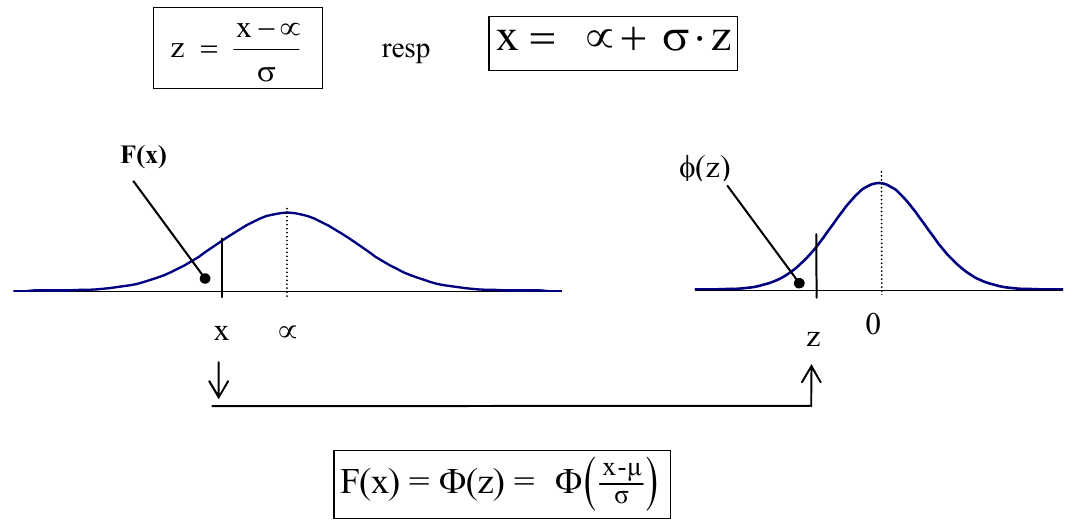 z = (x − ∝)/σ resp x = ∝ + σ · z
F(x)
ϕ(z)
x ∝
z 0
F(x) = Φ(z) = Φ((x-μ)/σ)